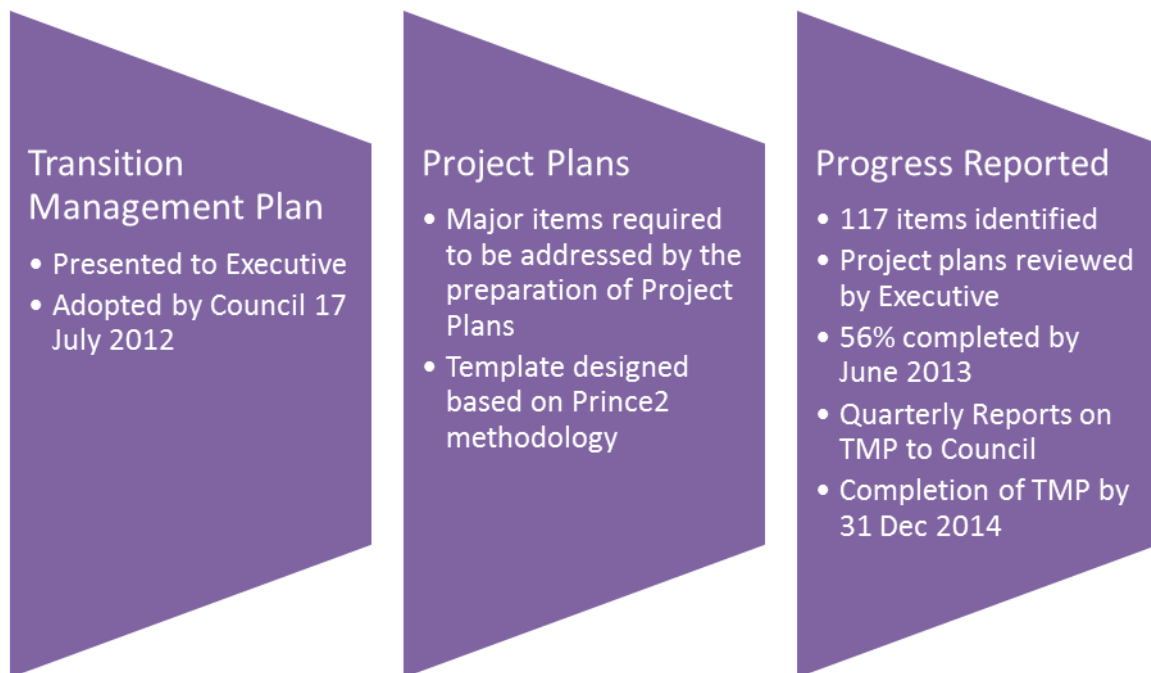 Transition
Management Plan
• Presented to Executive
• Adopted by Council 17
July 2012
Project Plans
• Major items required
to be addressed by the
preparation of Project
Plans
• Template designed
based on Prince2
methodology
Progress Reported
• 117 items identified
• Project plans reviewed
by Executive
• 56% completed by
June 2013
• Quarterly Reports on
TMP to Council
• Completion of TMP by
31 Dec 2014